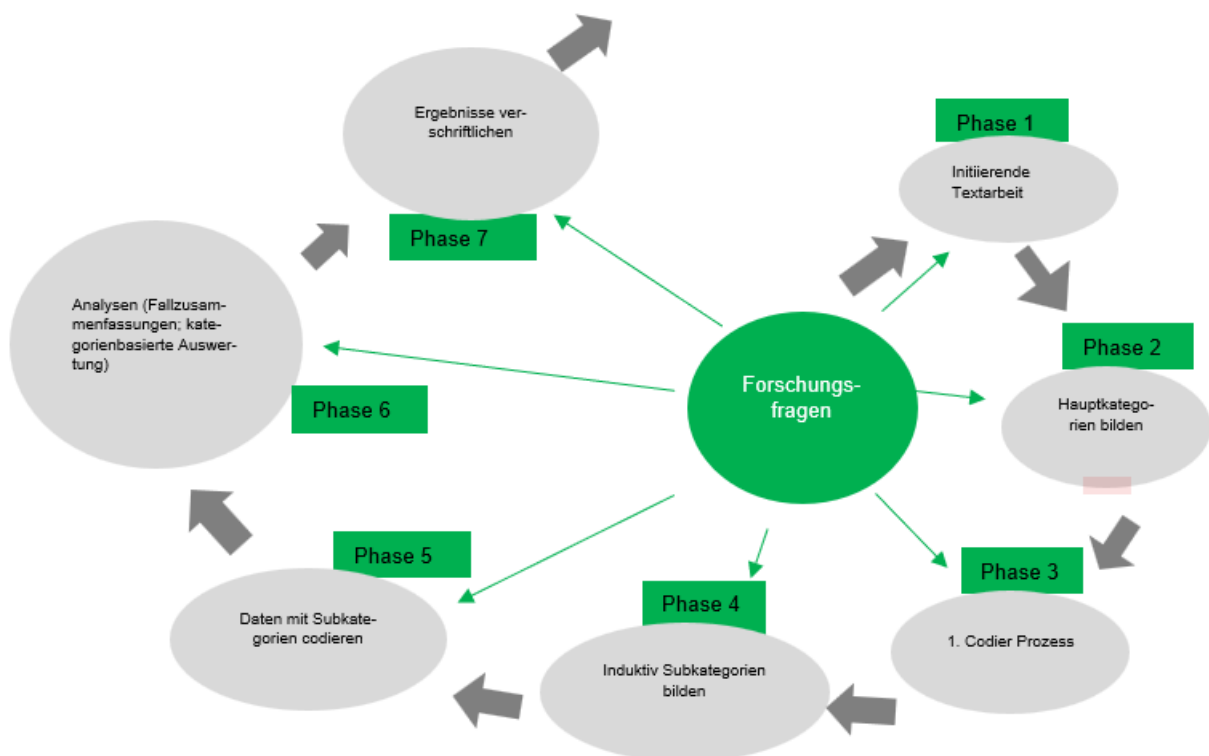 Phase 1
Initiierende
Textarbeit
Phase 2
Hauptkatego-
rien bilden
Phase 3
1. Codier Prozess
Phase 4
Induktiv Subkategorien
bilden
Phase 5
Daten mit Subkate-
gorien codieren
Phase 6
Analysen (Fallzusam-
menfassungen; kate-
gorienbasierte Auswer-
tung)
Phase 7
Ergebnisse ver-
schriftlichen
Forschungs-
fragen